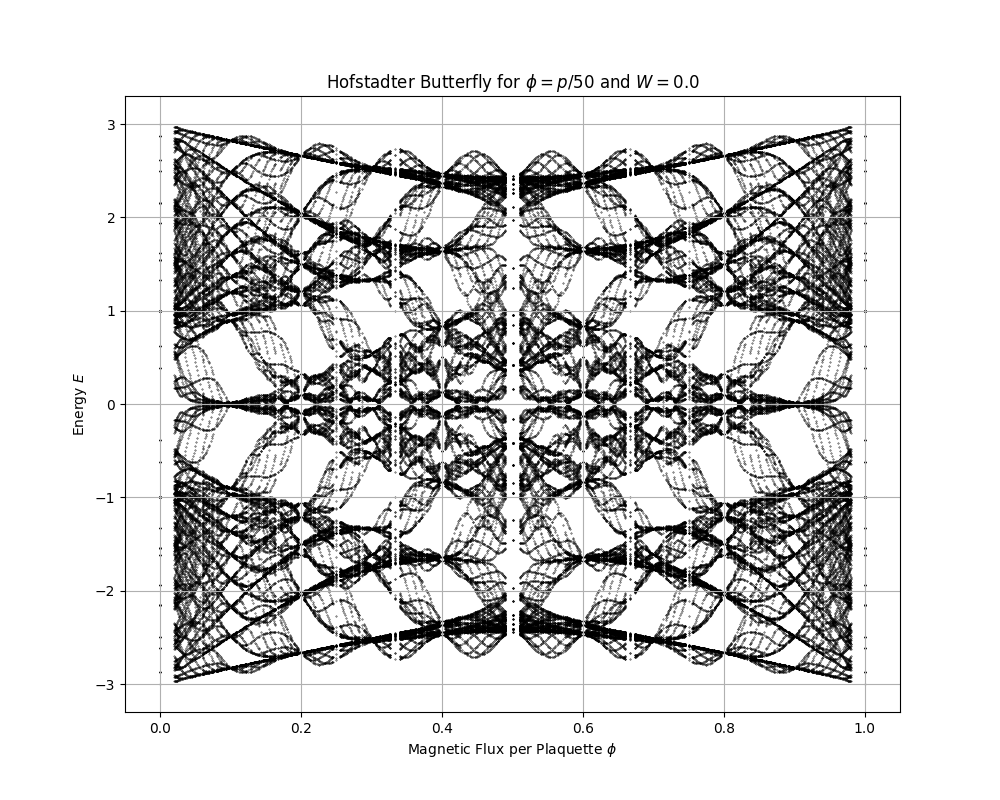 Hofstadter Butterfly for ϕ = p/50 and W = 0.0
3
2
1
0
−1
−2
−3
Energy E
0.0 0.2 0.4 0.6 0.8 1.0
Magnetic Flux per Plaquette ϕ